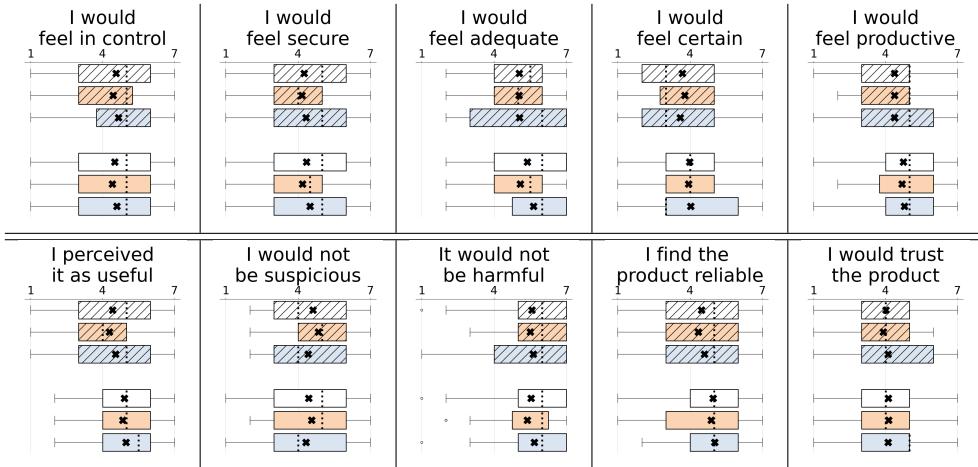 I would
feel in control
1 4 7
I would
feel secure
1 4 7
I would
feel adequate
1 4 7
I would
feel certain
1 4 7
I would
feel productive
1 4 7
I perceived
it as useful
1 4 7
I would not
be suspicious
1 4 7
It would not
be harmful
1 4 7
I find the
product reliable
1 4 7
I would trust
the product
1 4 7